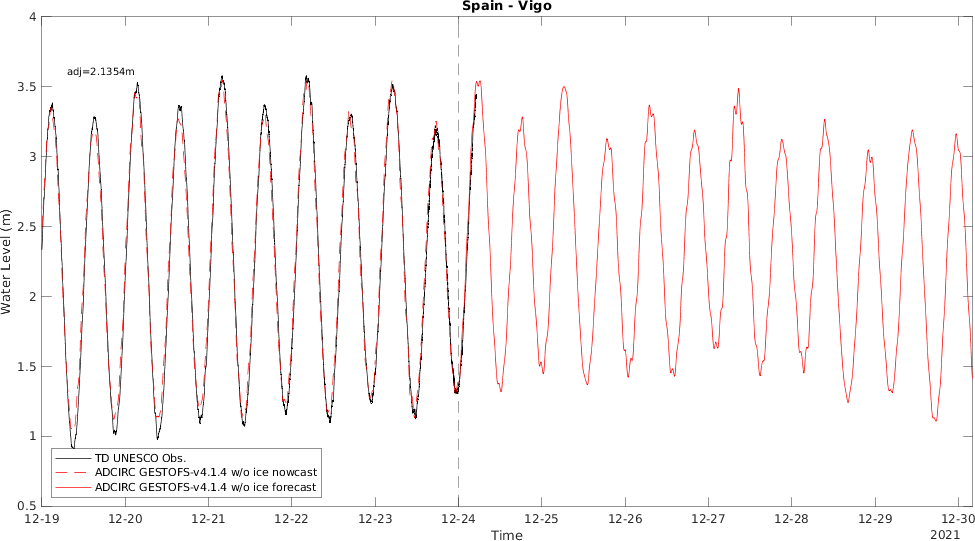 Spain - Vigo
adj=2.1354m
Water Level (m)
4
3.5
3
2.5
2
1.5
1
0.5
TD UNESCO Obs.
ADCIRC GESTOFS-v4.1.4 w/o ice nowcast
ADCIRC GESTOFS-v4.1.4 w/o ice forecast
12-19 12-20 12-21 12-22 12-23 12-24 12-25 12-26 12-27 12-28 12-29 12-30
Time
2021